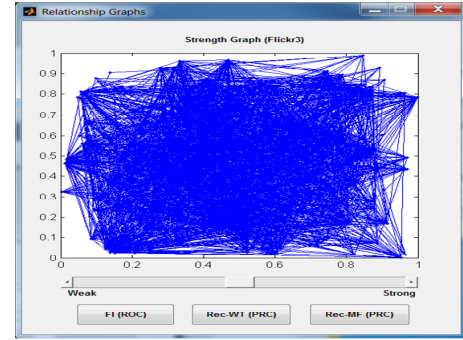 Relationship Graphs
Strength Graph (Flickr3)
1
0.9
0.8
0.7
0.6
0.5
0.4
0.3
0.2
0.1
0
0 0.2 0.4 0.6 0.8 1
Weak Strong
FI (ROC) Rec-WT (PRC) Rec-MF (PRC)